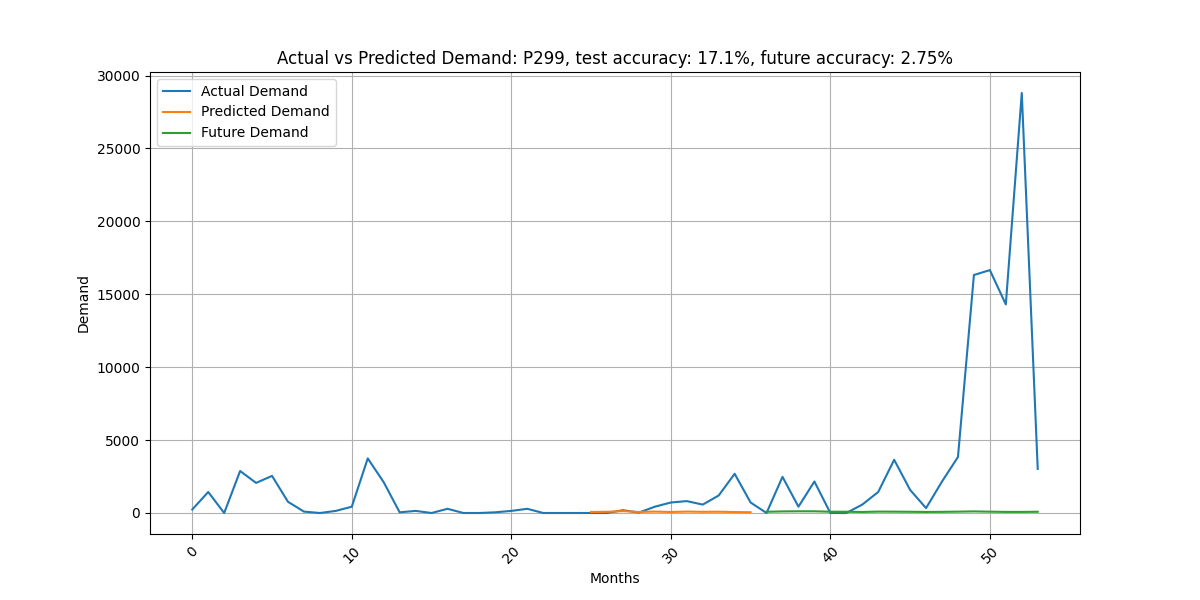 Actual vs Predicted Demand: P299, test accuracy: 17.1%, future accuracy: 2.75%
Actual Demand
Predicted Demand
Future Demand
30000
25000
20000
15000
10000
5000
0
Demand
0
10
20
30
40
50
Months